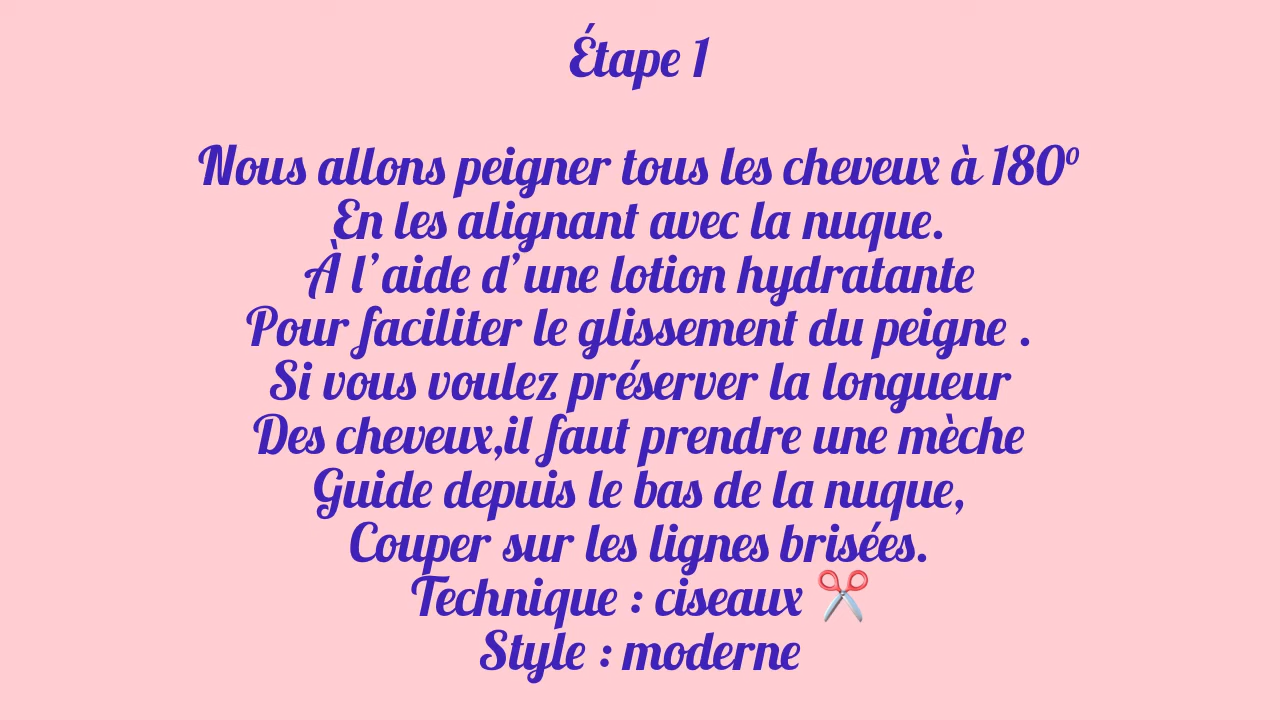 Étape 1
Nous allons peigner tous les cheveux à 180⁰
En les alignant avec la nuque.
À l’aide d’une lotion hydratante
Pour faciliter le glissement du peigne .
Si vous voulez préserver la longueur
Des cheveux,il faut prendre une mèche
Guide depuis le bas de la nuque,
Couper sur les lignes brisées.
Technique : ciseaux ✂️
Style : moderne